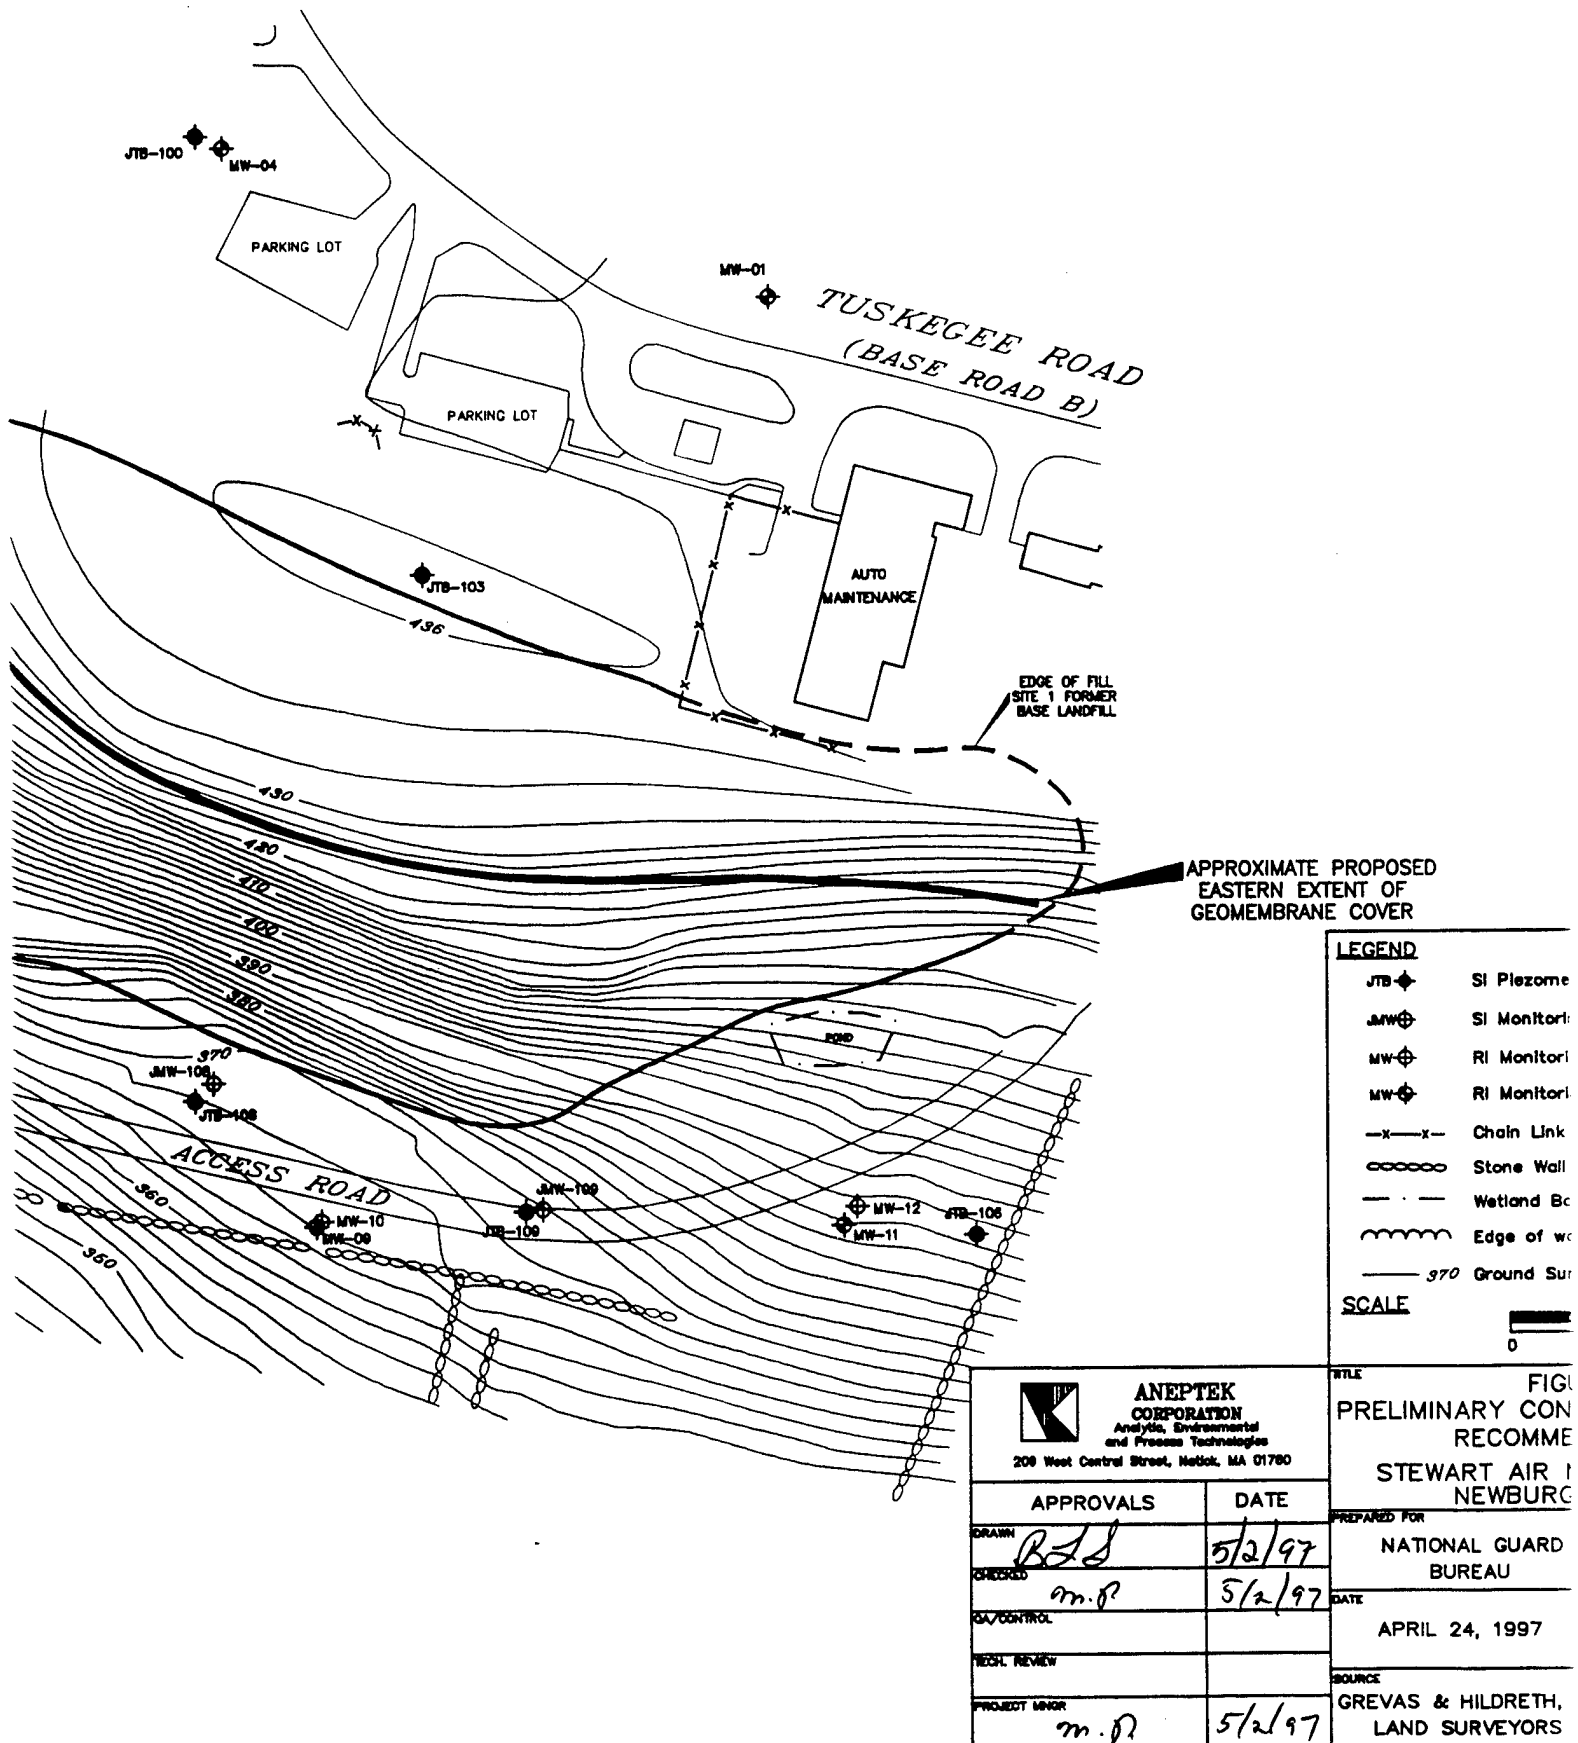 JTB-100
MW-04
PARKING LOT
MW-01
TUSKEGEE ROAD
(BASE ROAD B)
PARKING LOT
JTB-103
436
AUTO
MAINTENANCE
EDGE OF FILL
SITE 1 FORMER
BASE LANDFILL
430
420
410
400
390
380
370
APPROXIMATE PROPOSED
EASTERN EXTENT OF
GEOMEMBRANE COVER
POND
JMW-108
JTB-108
ACCESS ROAD
360
350
MW-10
MW-09
JMW-109
JTB-109
MW-12
MW-11
JTB-106
LEGEND
JTB SI Piezome
JMW SI Monitori
MW RI Monitori
MW RI Monitori
-x-x- Chain Link
Stone Wall
Wetland Bo
Edge of wo
370 Ground Sur
SCALE
0
ANEPTEK
CORPORATION
Analytic, Environmental
and Process Technologies
209 West Central Street, Natick, MA 01760
APPROVALS DATE
DRAWN
5/2/97
CHECKED
m.P 5/2/97
QA/CONTROL
TECH. REVIEW
PROJECT MNGR
m.P 5/2/97
TITLE
FIGU
PRELIMINARY CON
RECOMME
STEWART AIR N
NEWBURG
PREPARED FOR
NATIONAL GUARD
BUREAU
DATE
APRIL 24, 1997
SOURCE
GREVAS & HILDRETH,
LAND SURVEYORS